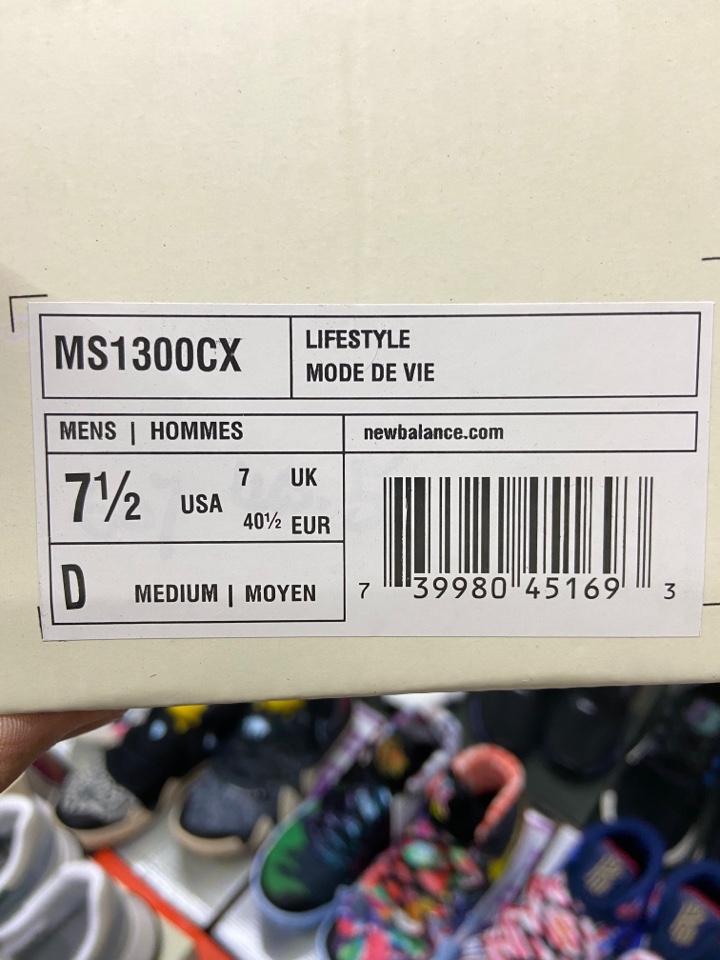 MS1300CX
LIFESTYLE
MODE DE VIE
MENS | HOMMES
newbalance.com
7½ USA
7 UK
40½ EUR
D MEDIUM | MOYEN
7 39980 45169 3